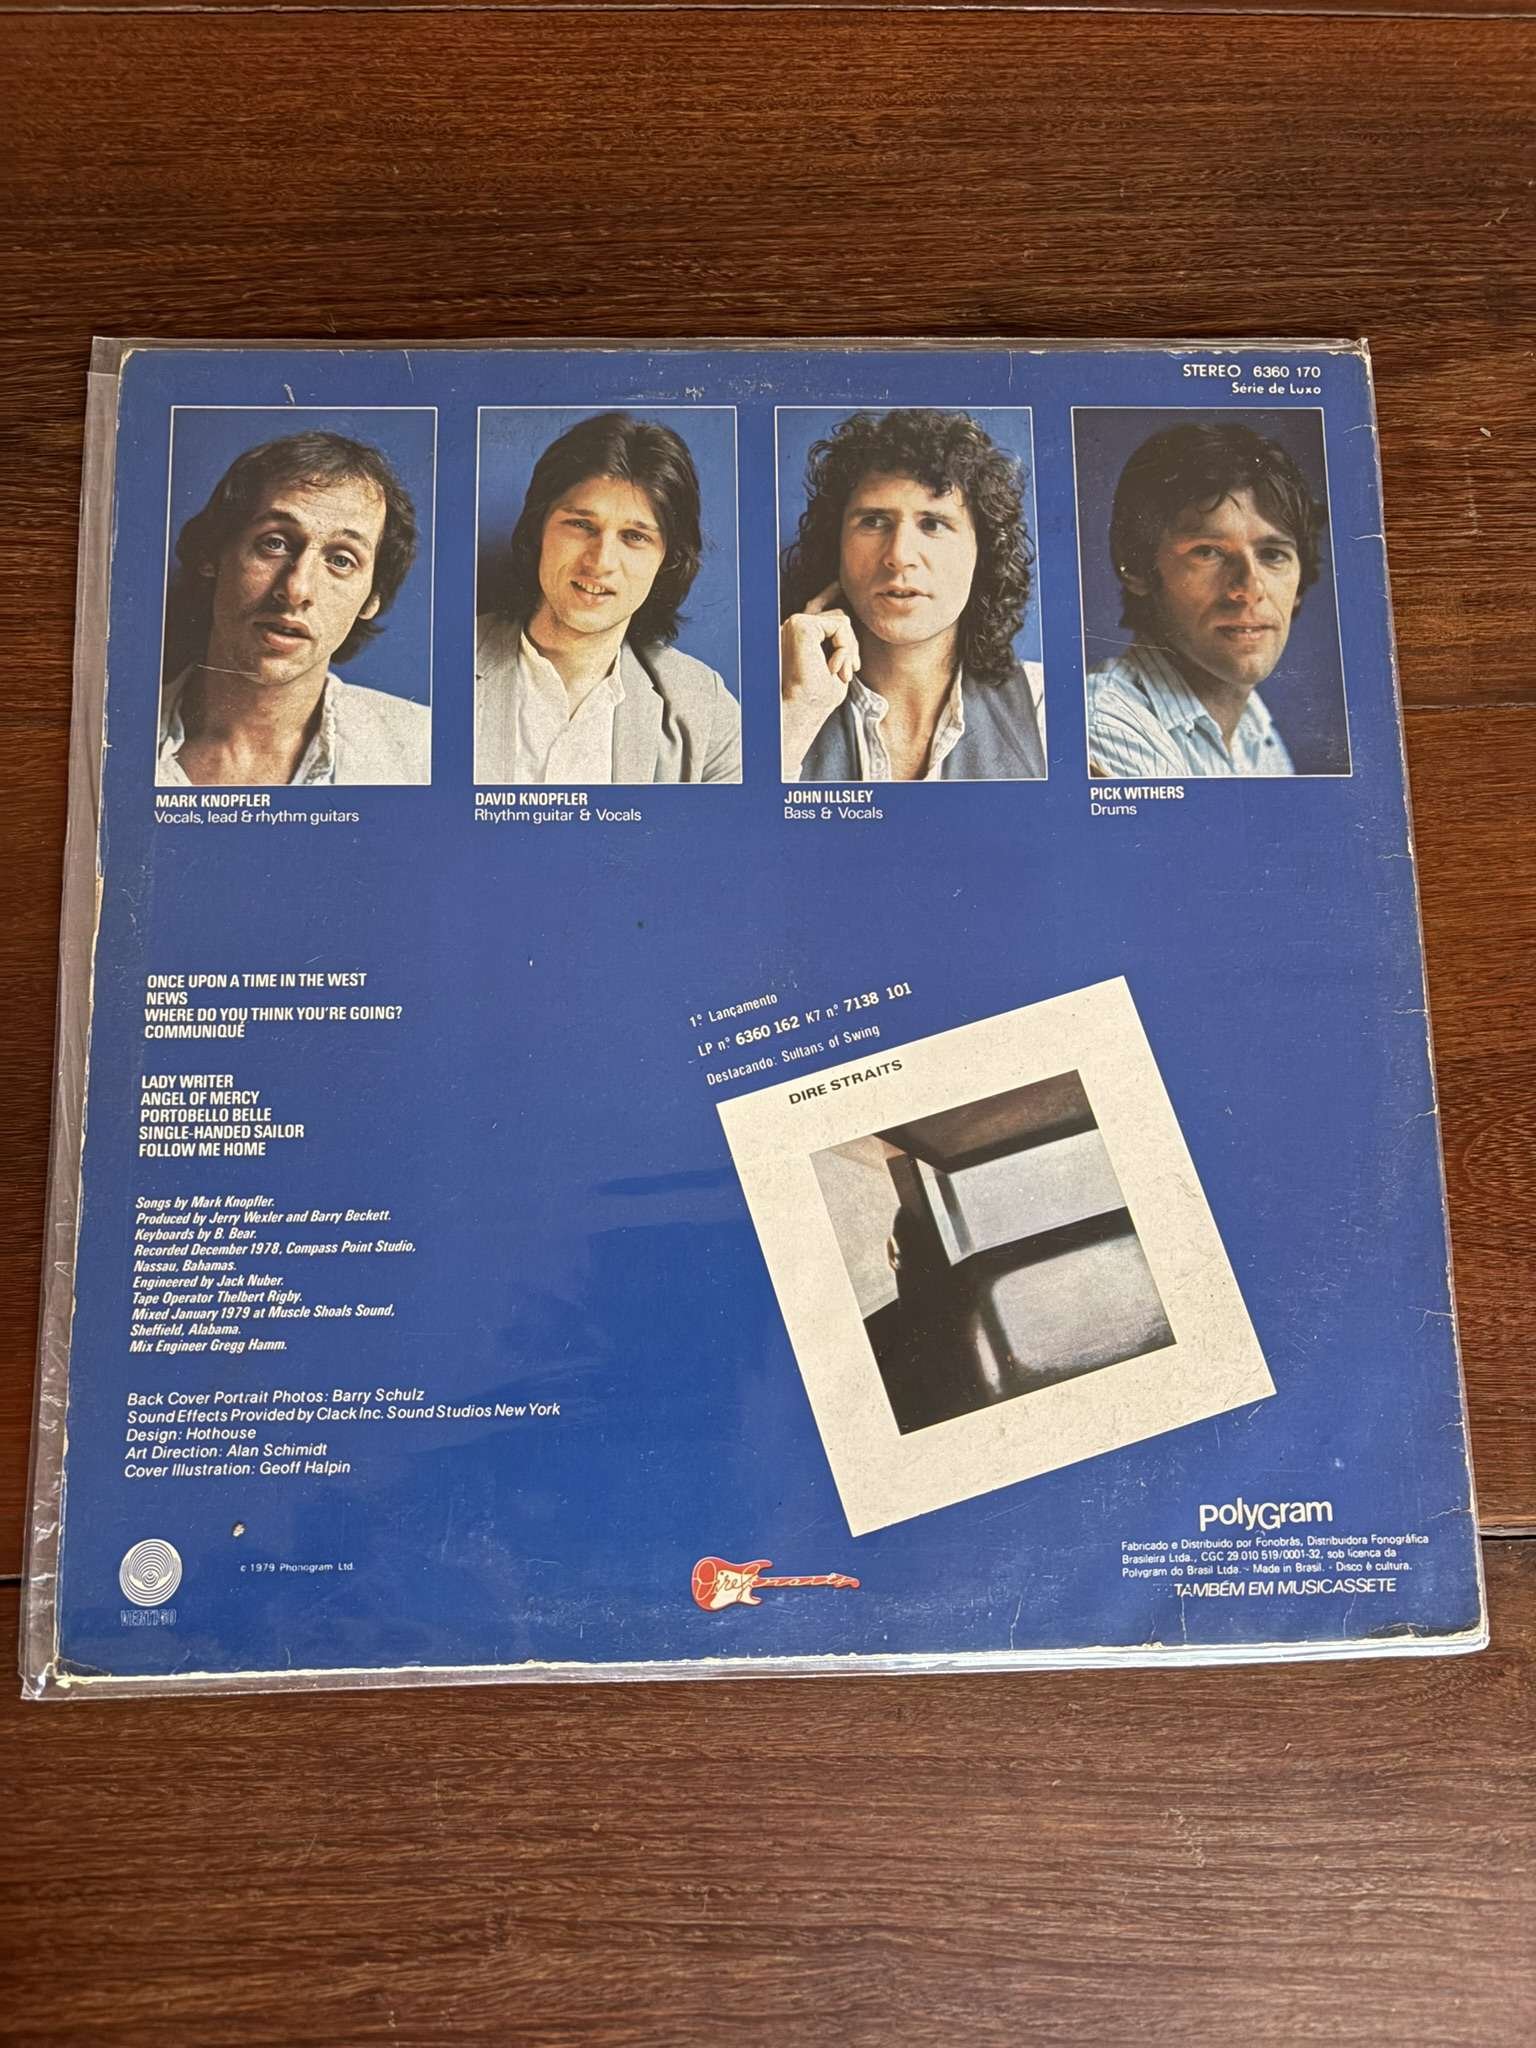 STEREO 6360 170
Série de Luxo
MARK KNOPFLER
Vocals, lead & rhythm guitars
DAVID KNOPFLER
Rhythm guitar & Vocals
JOHN ILLSLEY
Bass & Vocals
PICK WITHERS
Drums
ONCE UPON A TIME IN THE WEST
NEWS
WHERE DO YOU THINK YOU'RE GOING?
COMMUNIQUÉ
LADY WRITER
ANGEL OF MERCY
PORTOBELLO BELLE
SINGLE-HANDED SAILOR
FOLLOW ME HOME
Songs by Mark Knopfler.
Produced by Jerry Wexler and Barry Beckett.
Keyboards by B. Bear.
Recorded December 1978, Compass Point Studio,
Nassau, Bahamas.
Engineered by Jack Nuber.
Tape Operator Thelbert Rigby.
Mixed January 1979 at Muscle Shoals Sound,
Sheffield, Alabama.
Mix Engineer Gregg Hamm.
Back Cover Portrait Photos: Barry Schulz
Sound Effects Provided by Clack Inc. Sound Studios New York
Design: Hothouse
Art Direction: Alan Schimidt
Cover Illustration: Geoff Halpin
1º Lançamento
LP nº 6360 162 K7 nº 7138 101
Destacando: Sultans of Swing
DIRE STRAITS
VERTIGO
c 1979 Phonogram Ltd.
Dire Straits
PolyGram
Fabricado e Distribuido por Fonobrás, Distribuidora Fonográfica
Brasileira Ltda., CGC 29.010 519/0001-32, sob licenca da
Polygram do Brasil Ltda. - Made in Brasil. - Disco é cultura.
TAMBÉM EM MUSICASSETE